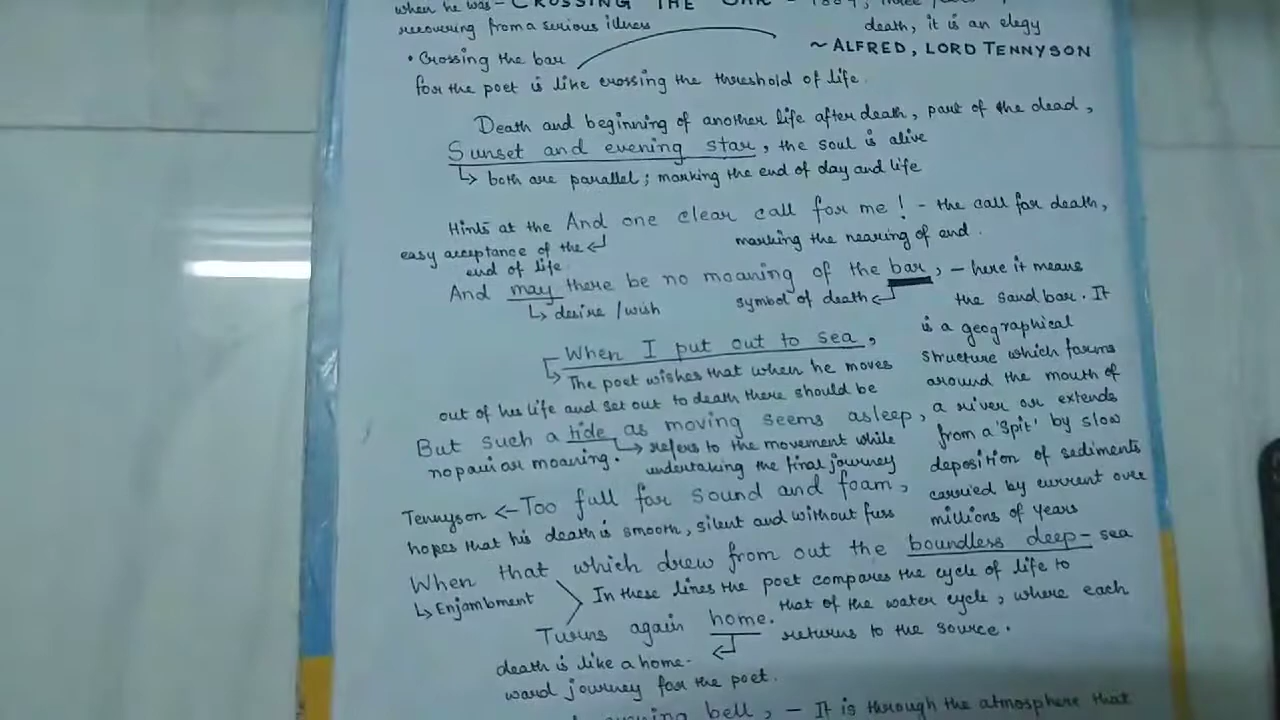 when he was - CROSSING THE BAR - 1889, three years
recovering from a serious illness death, it is an elegy
• Crossing the bar ~ ALFRED, LORD TENNYSON
for the poet is like crossing the threshold of life.
Death and beginning of another life after death, part of the dead,
Sunset and evening star, the soul is alive
↳ both are parallel; marking the end of day and life
Hints at the And one clear call for me! - the call for death,
easy acceptance of the ↲ marking the nearing of end.
end of life
And may there be no moaning of the bar, - here it means
↳ desire / wish symbol of death ↲ the sand bar. It
is a geographical
When I put out to sea, structure which forms
↳ The poet wishes that when he moves around the mouth of
out of his life and set out to death there should be
But such a tide as moving seems asleep, a river or extends
no pain or moaning. ↳ refers to the movement while from a 'spit' by slow
undertaking the final journey deposition of sediments
Tennyson ← Too full for sound and foam, carried by current over
hopes that his death is smooth, silent and without fuss millions of years
When that which drew from out the boundless deep - sea
↳ Enjambment In these lines the poet compares the cycle of life to
Turns again home. that of the water cycle, where each
death is like a home- ↲ returns to the source.
ward journey for the poet.
evening bell, - It is through the atmosphere that